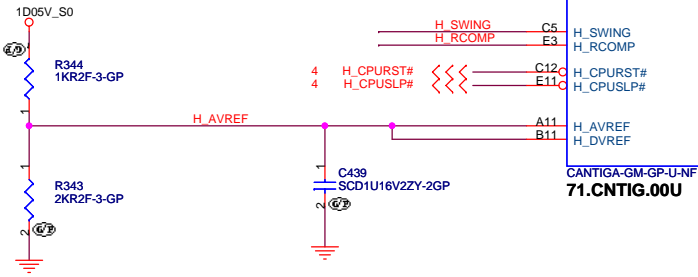 1D05V_S0
H_SWING C5 H_SWING
H_RCOMP E3 H_RCOMP
R344
1KR2F-3-GP
4 H_CPURST# C12 H_CPURST#
4 H_CPUSLP# E11 H_CPUSLP#
1
H_AVREF A11 H_AVREF
B11 H_DVREF
1
1
R343
2KR2F-3-GP
C439
SCD1U16V2ZY-2GP
CANTIGA-GM-GP-U-NF
71.CNTIG.00U
2 G/P
2 G/P